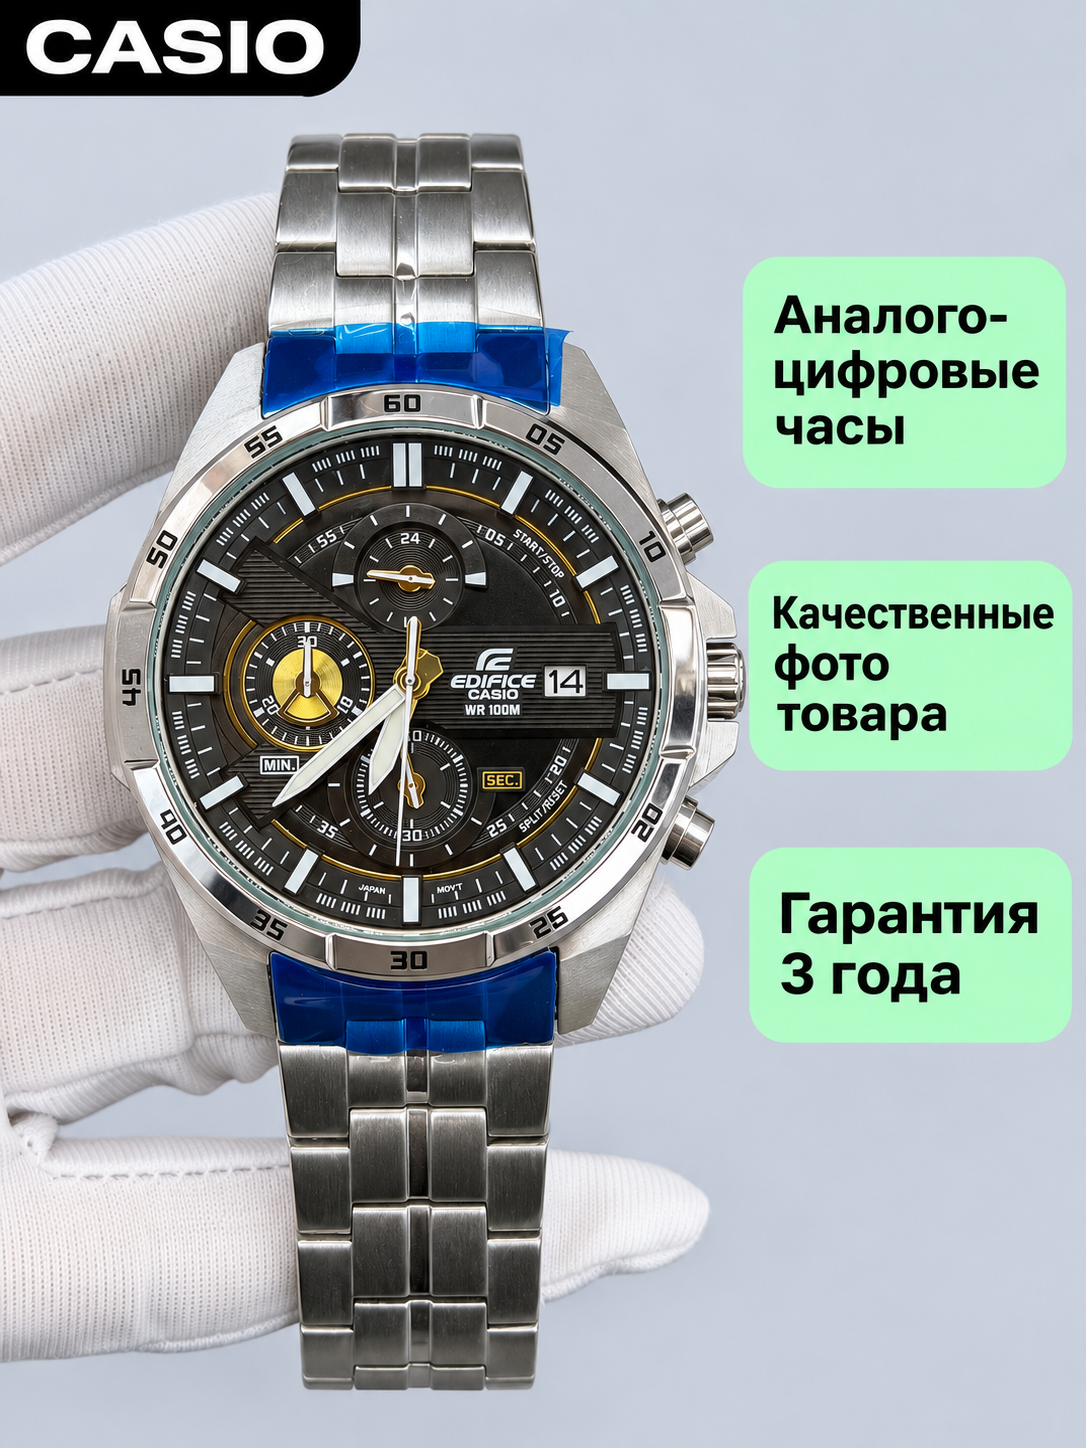 CASIO
Аналого-
цифровые
часы
Качественные
фото
товара
Гарантия
3 года
60
55
05
50
10
45
40
20
35
25
30
55
24
05
START/STOP
10
30
20
10
EDIFICE
CASIO
WR 100M
14
MIN.
SEC.
20
SPLIT/RESET
25
35
30
JAPAN
MOV'T